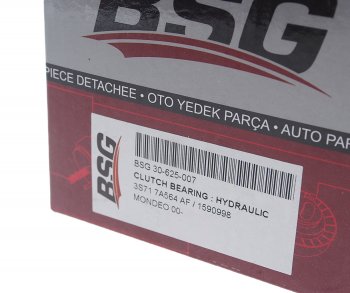 BSG
PIECE DETACHEE • OTO YEDEK PARÇA • AUTO PAR
BSG
BSG 30-625-007
CLUTCH BEARING : HYDRAULIC
3S71 7A564 AF / 1590998
MONDEO 00-